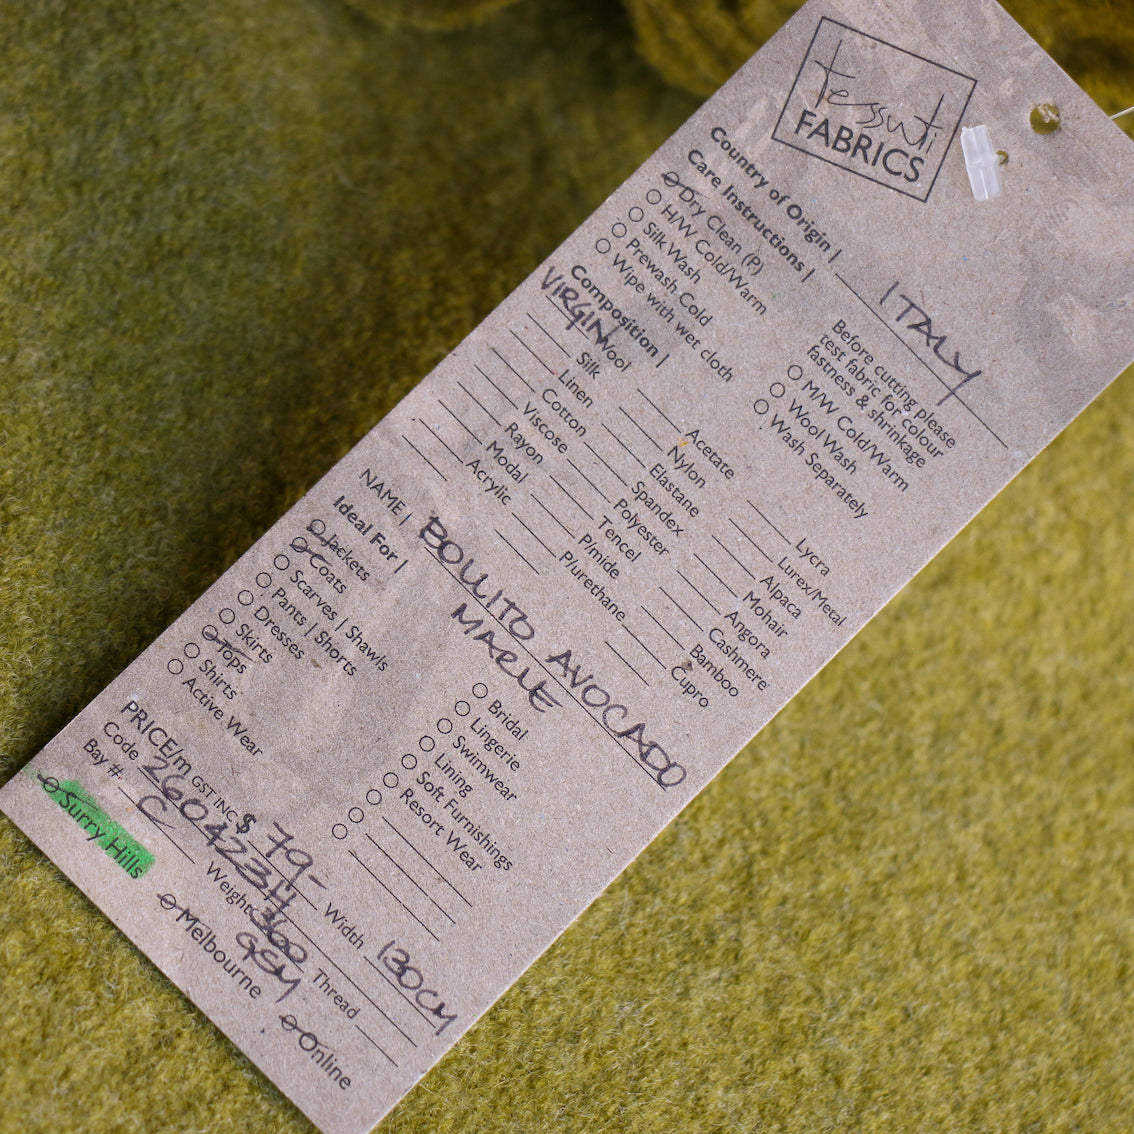 tessuti
FABRICS
Country of Origin | ITALY
Care Instructions |
Dry Clean (P)
H/W Cold/Warm
Silk Wash
Prewash Cold
Wipe with wet cloth
Before cutting please
test fabric for colour
fastness & shrinkage
M/W Cold/Warm
Wool Wash
Wash Separately
Composition |
VIRGIN Wool
Silk
Linen
Cotton
Viscose
Rayon
Modal
Acrylic
Acetate
Nylon
Elastane
Spandex
Polyester
Tencel
P/mide
P/urethane
Lycra
Lurex/Metal
Alpaca
Mohair
Angora
Cashmere
Bamboo
Cupro
NAME | BOLLITO AVOCADO
MARLE
Ideal For |
Jackets
Coats
Scarves | Shawls
Pants | Shorts
Dresses
Skirts
Tops
Shirts
Active Wear
Bridal
Lingerie
Swimwear
Lining
Soft Furnishings
Resort Wear
PRICE/m GST INC $ 79- Width 130CM
Code 2604223H Weight 360 GSM Thread
Bay #: C
Surry Hills
Melbourne
Online